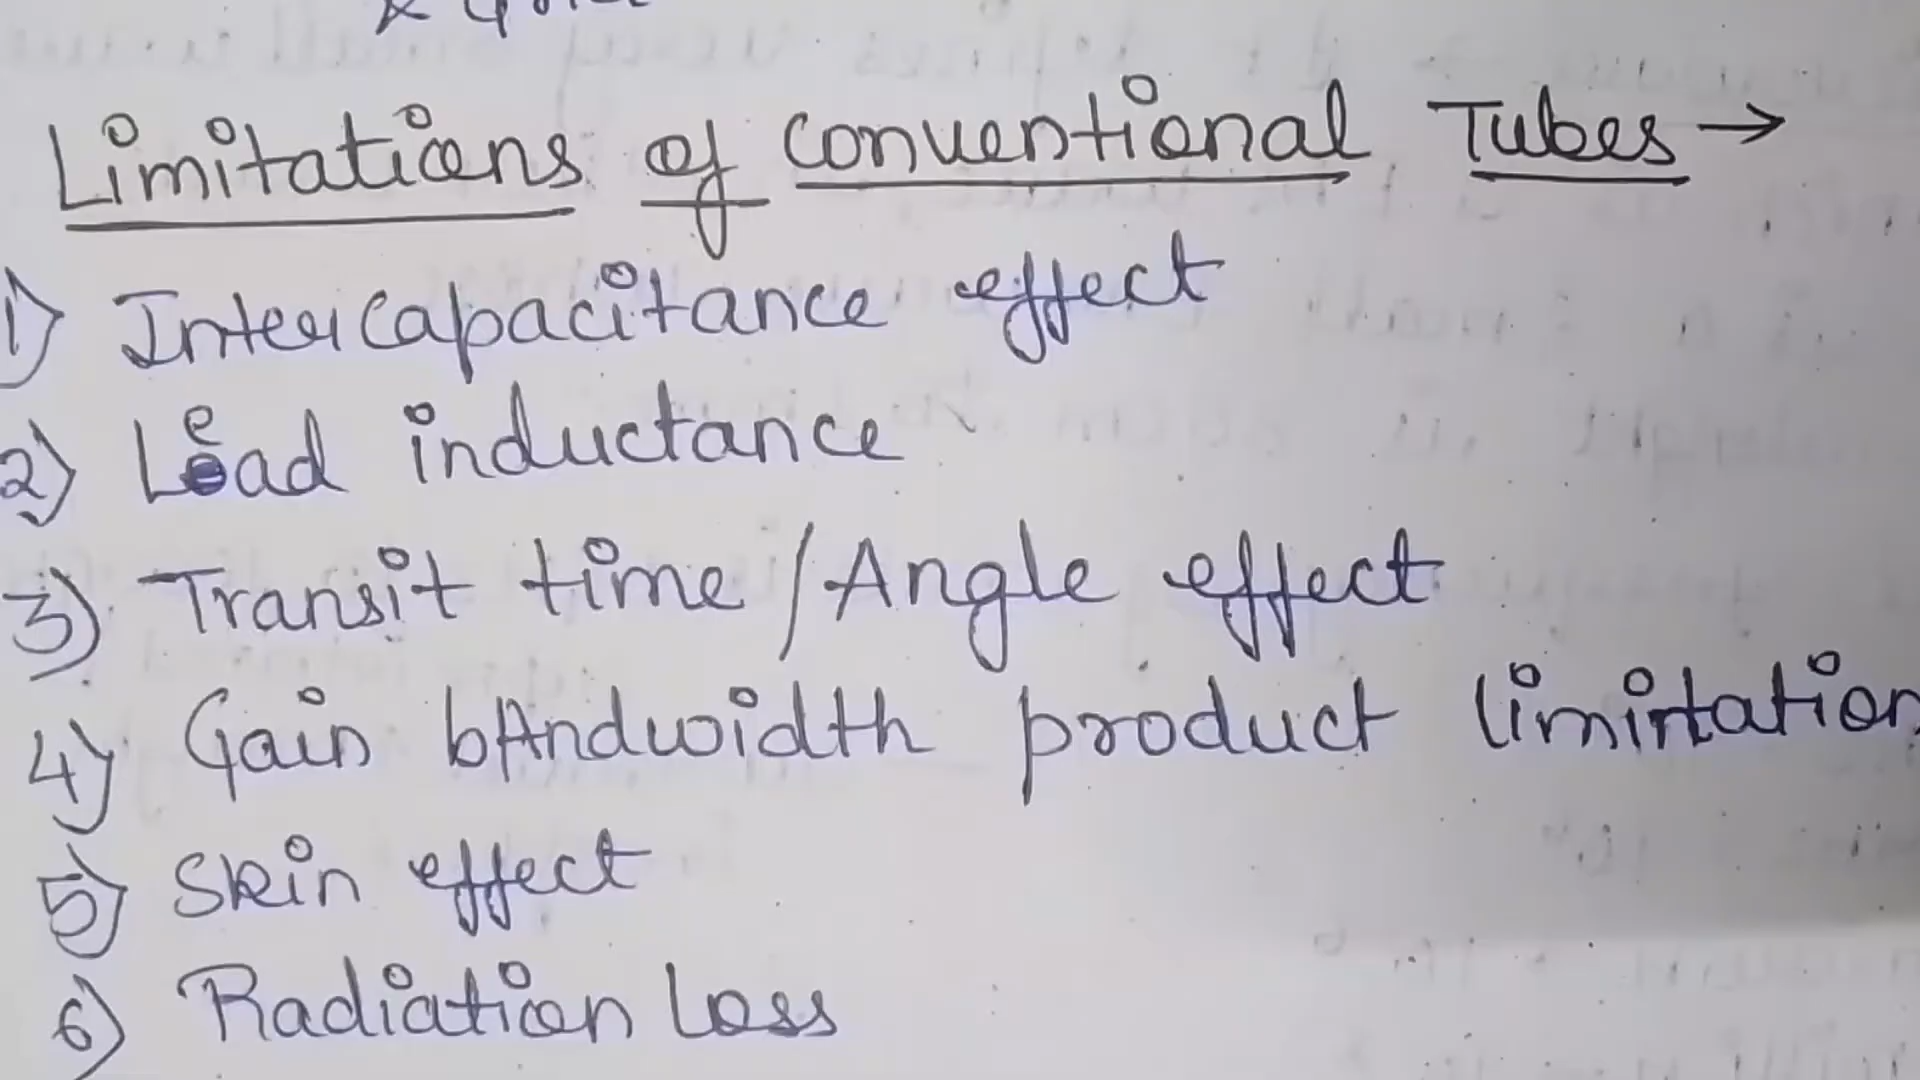 Limitations of conventional Tubes →
1) Intercapacitance effect
2) Lead inductance
3) Transit time / Angle effect
4) Gain bAndwidth product limitation
5) Skin effect
6) Radiation Loss